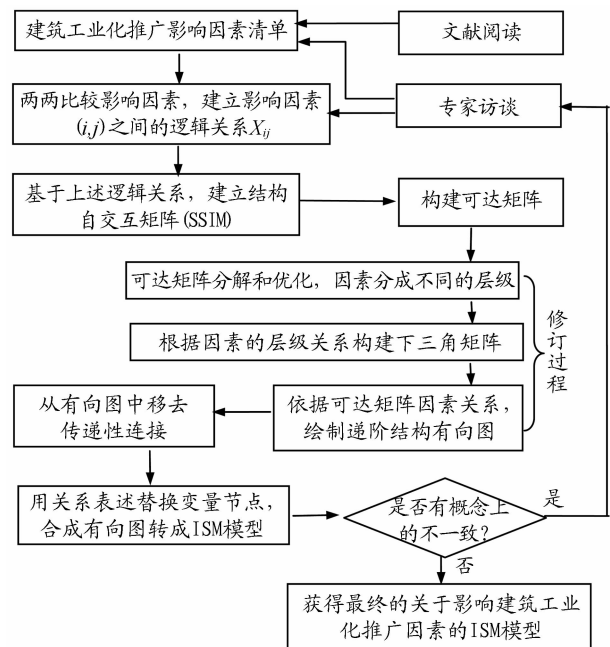 建筑工业化推广影响因素清单
文献阅读
专家访谈
两两比较影响因素，建立影响因素
(i,j)之间的逻辑关系Xij
基于上述逻辑关系，建立结构
自交互矩阵(SSIM)
构建可达矩阵
可达矩阵分解和优化，因素分成不同的层级
根据因素的层级关系构建下三角矩阵
依据可达矩阵因素关系，
绘制递阶结构有向图
修订过程
从有向图中移去
传递性连接
用关系表述替换变量节点，
合成有向图转成ISM模型
是否有概念上
的不一致？
是
否
获得最终的关于影响建筑工业
化推广因素的ISM模型